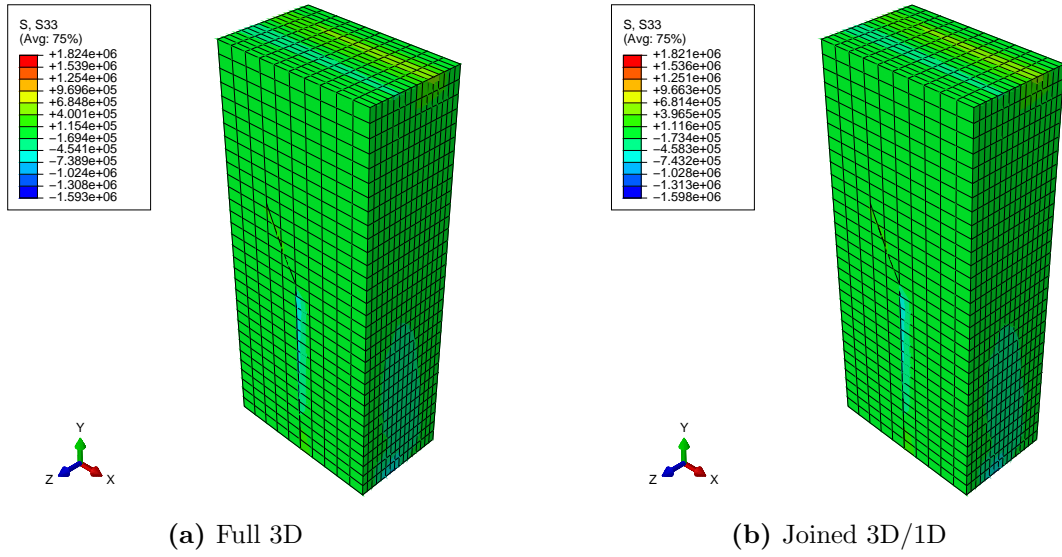 S, S33
(Avg: 75%)
+1.824e+06
+1.539e+06
+1.254e+06
+9.696e+05
+6.848e+05
+4.001e+05
+1.154e+05
−1.694e+05
−4.541e+05
−7.389e+05
−1.024e+06
−1.308e+06
−1.593e+06
Y
Z
X
(a) Full 3D
S, S33
(Avg: 75%)
+1.821e+06
+1.536e+06
+1.251e+06
+9.663e+05
+6.814e+05
+3.965e+05
+1.116e+05
−1.734e+05
−4.583e+05
−7.432e+05
−1.028e+06
−1.313e+06
−1.598e+06
Y
Z
X
(b) Joined 3D/1D